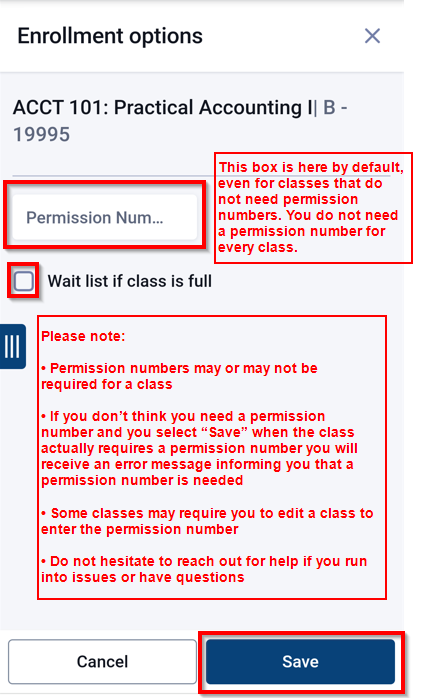 Enrollment options
ACCT 101: Practical Accounting I| B -
19995
This box is here by default,
even for classes that do
not need permission
numbers. You do not need
a permission number for
every class.
Permission Num...
Wait list if class is full
Please note:
• Permission numbers may or may not be
required for a class
• If you don’t think you need a permission
number and you select “Save” when the class
actually requires a permission number you will
receive an error message informing you that a
permission number is needed
• Some classes may require you to edit a class to
enter the permission number
• Do not hesitate to reach out for help if you run
into issues or have questions
Cancel
Save